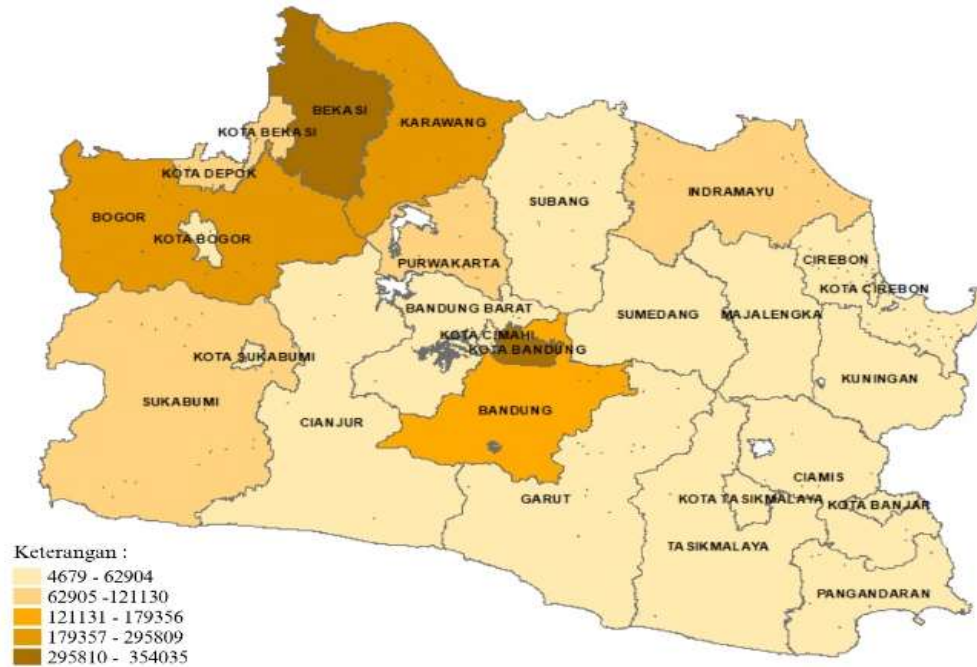 BEKASI
KARAWANG
KOTA BEKASI
KOTA DEPOK
BOGOR
KOTA BOGOR
SUBANG
INDRAMAYU
PURWAKARTA
CIREBON
KOTA CIREBON
BANDUNG BARAT
SUMEDANG
MAJALENGKA
KOTA CIMAHI
KOTA BANDUNG
KOTA SUKABUMI
KUNINGAN
SUKABUMI
CIANJUR
BANDUNG
CIAMIS
GARUT
KOTA TASIKMALAYA
KOTA BANJAR
TASIKMALAYA
PANGANDARAN
Keterangan :
4679 - 62904
62905 -121130
121131 - 179356
179357 - 295809
295810 - 354035